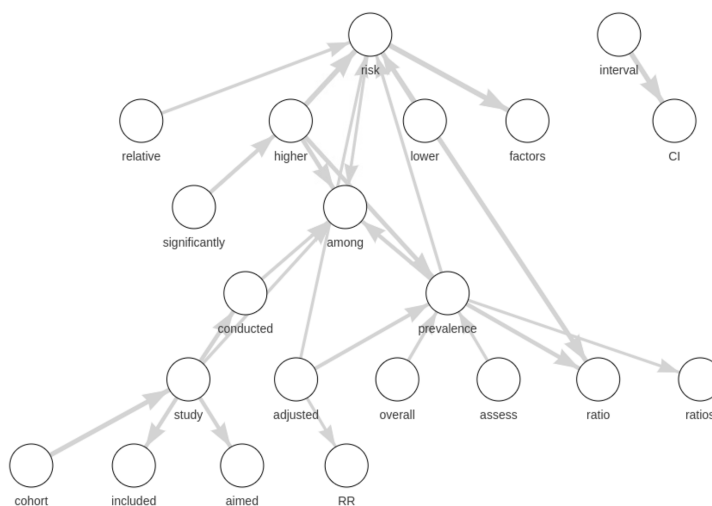 risk
interval
relative
higher
lower
factors
CI
significantly
among
conducted
prevalence
study
adjusted
overall
assess
ratio
ratios
cohort
included
aimed
RR